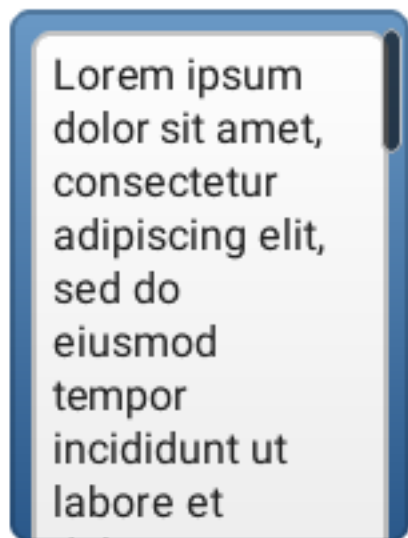 Lorem ipsum
dolor sit amet,
consectetur
adipiscing elit,
sed do
eiusmod
tempor
incididunt ut
labore et